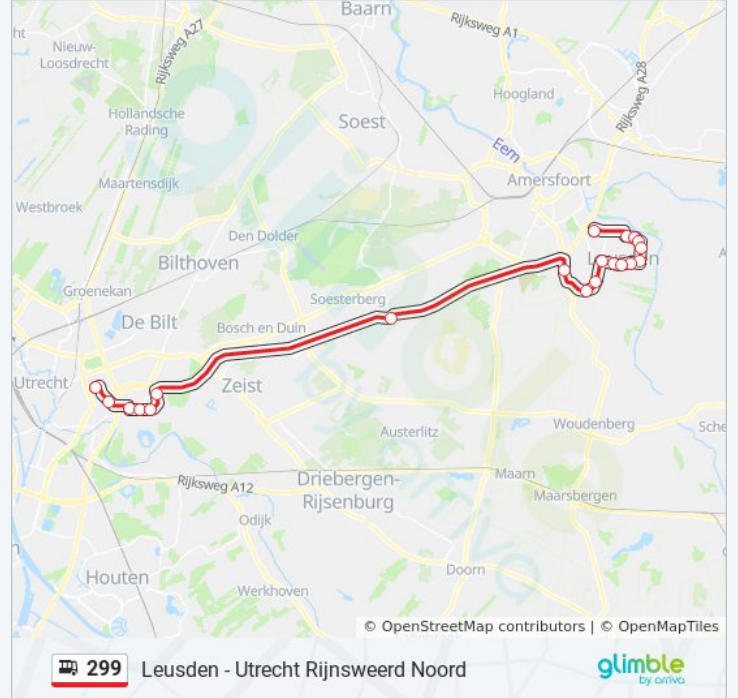 Baarn
Rijksweg A1
ht
Nieuw-
Loosdrecht
Rijksweg A27
Hoogland
Rijksweg A28
Hollandsche
Rading
Soest
Eem
Maartensdijk
Amersfoort
Westbroek
Den Dolder
Bilthoven
Groenekan
Soesterberg
De Bilt
Bosch en Duin
Utrecht
Zeist
Woudenberg
Sche
Austerlitz
Maarn
Driebergen-
Rijsenburg
Rijksweg A12
Maarsbergen
Odijk
Doorn
Houten
Werkhoven
© OpenStreetMap contributors | © OpenMapTiles
299 Leusden - Utrecht Rijnsweerd Noord
glimble
by arriva